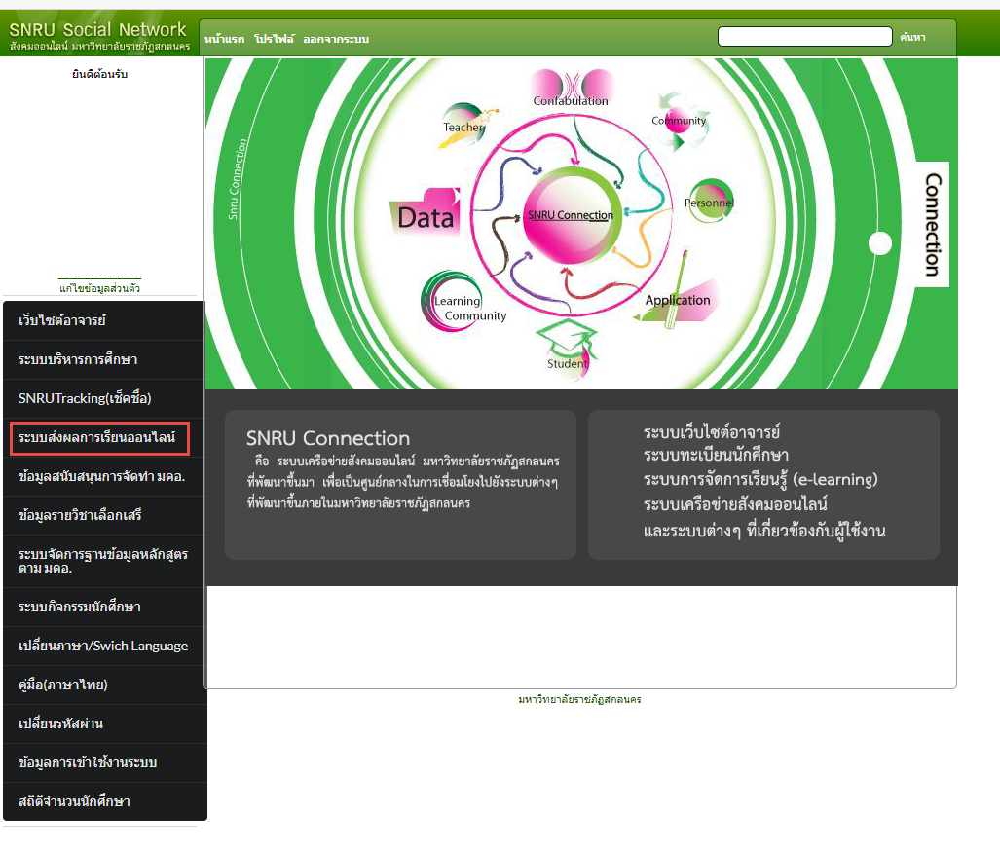 SNRU Social Network
สังคมออนไลน์ มหาวิทยาลัยราชภัฏสกลนคร
หน้าแรก โปรไฟล์ ออกจากระบบ
ค้นหา
ยินดีต้อนรับ
แก้ไขข้อมูลส่วนตัว
เว็บไซต์อาจารย์
ระบบบริหารการศึกษา
SNRUTracking(เช็คชื่อ)
ระบบส่งผลการเรียนออนไลน์
ข้อมูลสนับสนุนการจัดทำ มคอ.
ข้อมูลรายวิชาเลือกเสรี
ระบบจัดการฐานข้อมูลหลักสูตร
ตาม มคอ.
ระบบกิจกรรมนักศึกษา
เปลี่ยนภาษา/Swich Language
คู่มือ(ภาษาไทย)
เปลี่ยนรหัสผ่าน
ข้อมูลการเข้าใช้งานระบบ
สถิติจำนวนนักศึกษา
Snru Connection
Confabulation
Teacher
Community
Data
SNRU Connection
Personnel
Learning
Community
Application
Student
Connection
SNRU Connection
คือ ระบบเครือข่ายสังคมออนไลน์ มหาวิทยาลัยราชภัฏสกลนคร
ที่พัฒนาขึ้นมา เพื่อเป็นศูนย์กลางในการเชื่อมโยงไปยังระบบต่างๆ
ที่พัฒนาขึ้นภายในมหาวิทยาลัยราชภัฏสกลนคร
ระบบเว็บไซต์อาจารย์
ระบบทะเบียนนักศึกษา
ระบบการจัดการเรียนรู้ (e-learning)
ระบบเครือข่ายสังคมออนไลน์
และระบบต่างๆ ที่เกี่ยวข้องกับผู้ใช้งาน
มหาวิทยาลัยราชภัฏสกลนคร